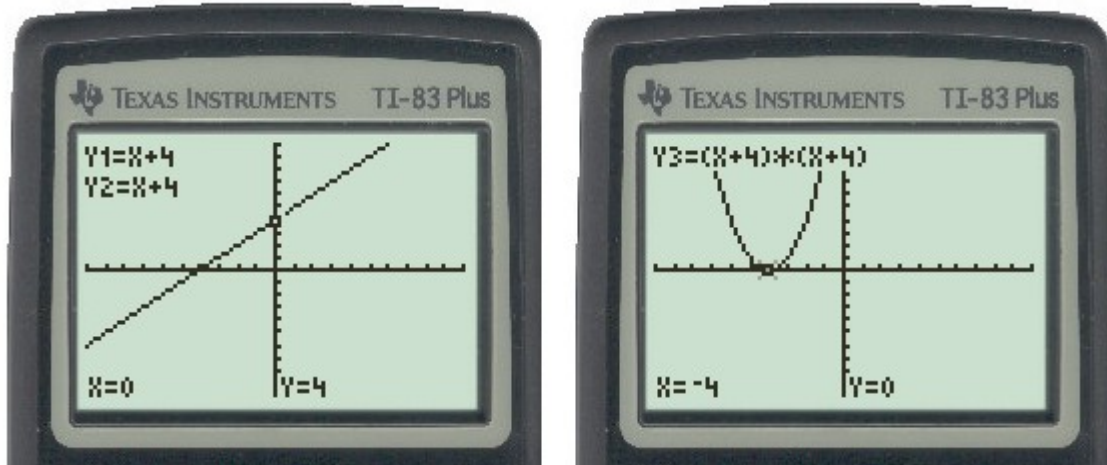 TEXAS INSTRUMENTS TI-83 Plus
Y1=X+4
Y2=X+4
X=0 Y=4
TEXAS INSTRUMENTS TI-83 Plus
Y3=(X+4)*(X+4)
X=-4 Y=0